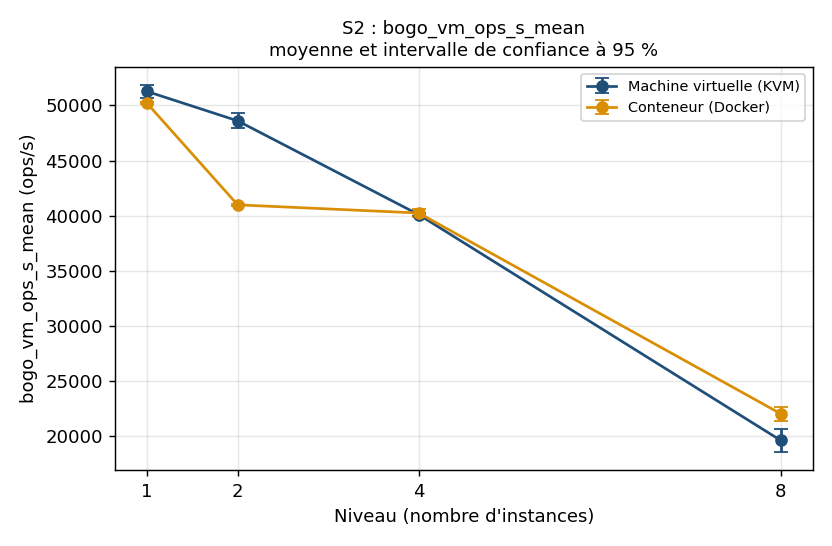 S2 : bogo_vm_ops_s_mean
moyenne et intervalle de confiance à 95 %
Machine virtuelle (KVM)
Conteneur (Docker)
bogo_vm_ops_s_mean (ops/s)
50000
45000
40000
35000
30000
25000
20000
1 2 4 8
Niveau (nombre d'instances)